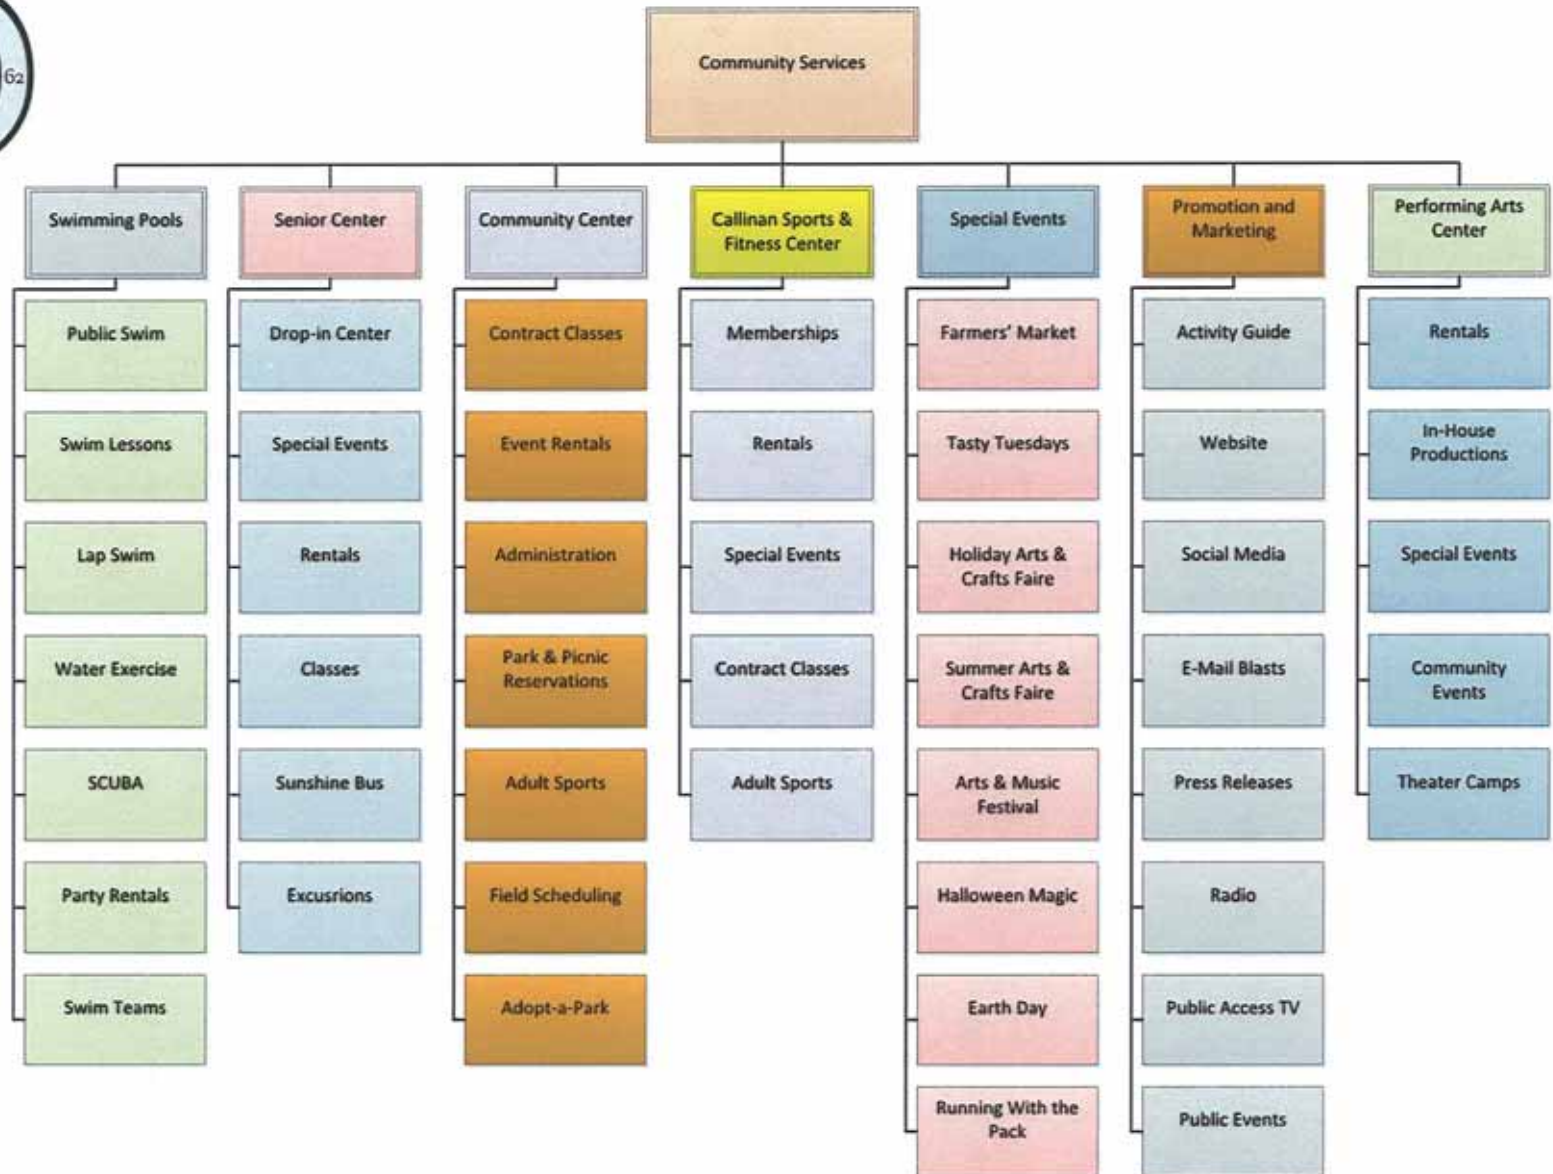 62
Community Services
Swimming Pools
Public Swim
Swim Lessons
Lap Swim
Water Exercise
SCUBA
Party Rentals
Swim Teams
Senior Center
Drop-in Center
Special Events
Rentals
Classes
Sunshine Bus
Excusrions
Community Center
Contract Classes
Event Rentals
Administration
Park & Picnic
Reservations
Adult Sports
Field Scheduling
Adopt-a-Park
Callinan Sports &
Fitness Center
Memberships
Rentals
Special Events
Contract Classes
Adult Sports
Special Events
Farmers' Market
Tasty Tuesdays
Holiday Arts &
Crafts Faire
Summer Arts &
Crafts Faire
Arts & Music
Festival
Halloween Magic
Earth Day
Running With the
Pack
Promotion and
Marketing
Activity Guide
Website
Social Media
E-Mail Blasts
Press Releases
Radio
Public Access TV
Public Events
Performing Arts
Center
Rentals
In-House
Productions
Special Events
Community
Events
Theater Camps